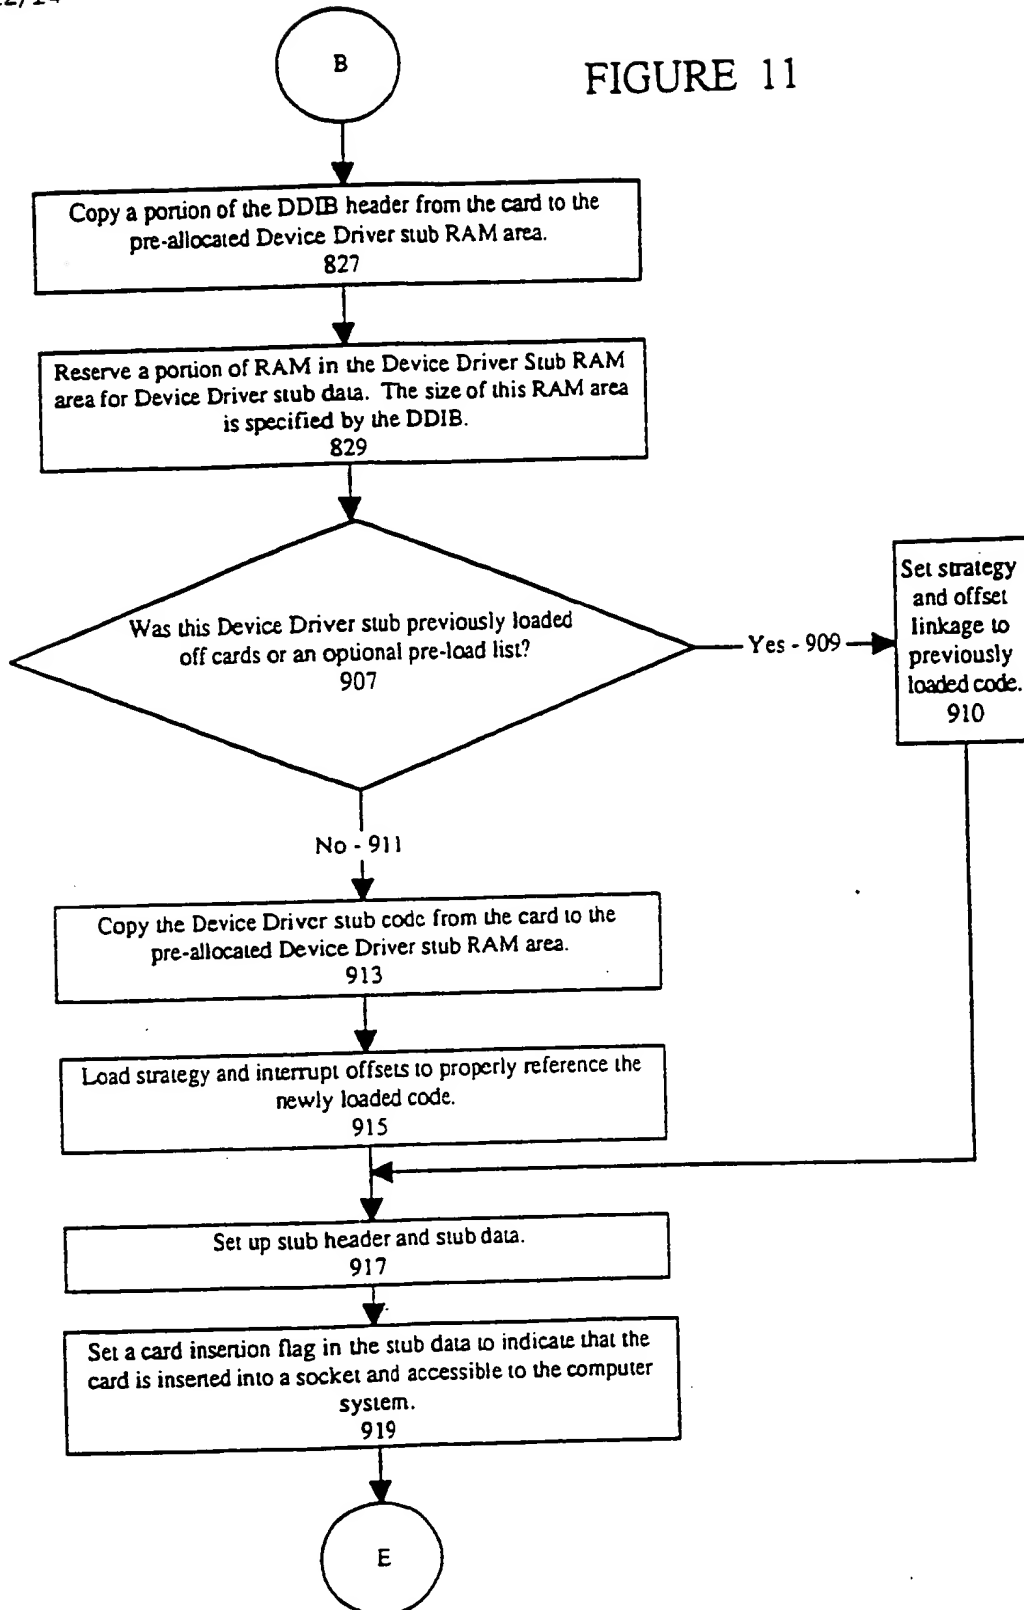 B
FIGURE 11
Copy a portion of the DDIB header from the card to the
pre-allocated Device Driver stub RAM area.
827
Reserve a portion of RAM in the Device Driver Stub RAM
area for Device Driver stub data. The size of this RAM area
is specified by the DDIB.
829
Was this Device Driver stub previously loaded
off cards or an optional pre-load list?
907
Yes - 909
Set strategy
and offset
linkage to
previously
loaded code.
910
No - 911
Copy the Device Driver stub code from the card to the
pre-allocated Device Driver stub RAM area.
913
Load strategy and interrupt offsets to properly reference the
newly loaded code.
915
Set up stub header and stub data.
917
Set a card insertion flag in the stub data to indicate that the
card is inserted into a socket and accessible to the computer
system.
919
E